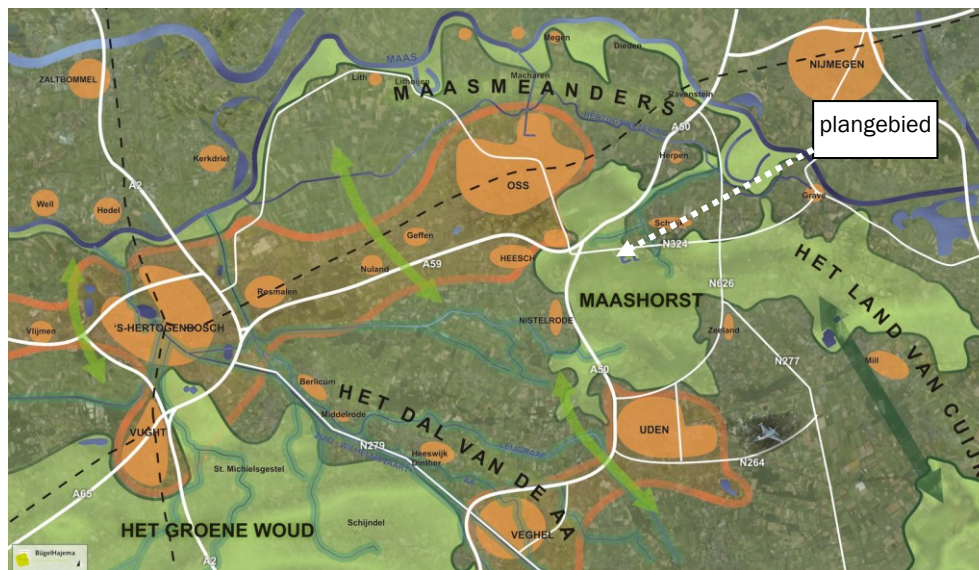 Megen
Dieden
MAAS
ZALTBOMMEL
Lith
Lithoijen
Macharen
NIJMEGEN
MAASMEANDERS
Ravenstein
HERTOGSWETERING
A50
plangebied
Kerkdriel
Herpen
OSS
A2
Well
Hedel
Grave
Geffen
N324
HEESCH
A59
Nuland
HET LAND VAN CUIJK
N626
Rosmalen
MAASHORST
'S-HERTOGENBOSCH
NISTELRODE
Vlijmen
Zeeland
A50
N277
Mill
Berlicum
HET DAL VAN DE AA
Middelrode
UDEN
VUGHT
N279
LEIJGRAAF
Heeswijk
Dinther
N264
St. Michielsgestel
AA
A65
HET GROENE WOUD
Schijndel
VEGHEL
BügelHajema
A2